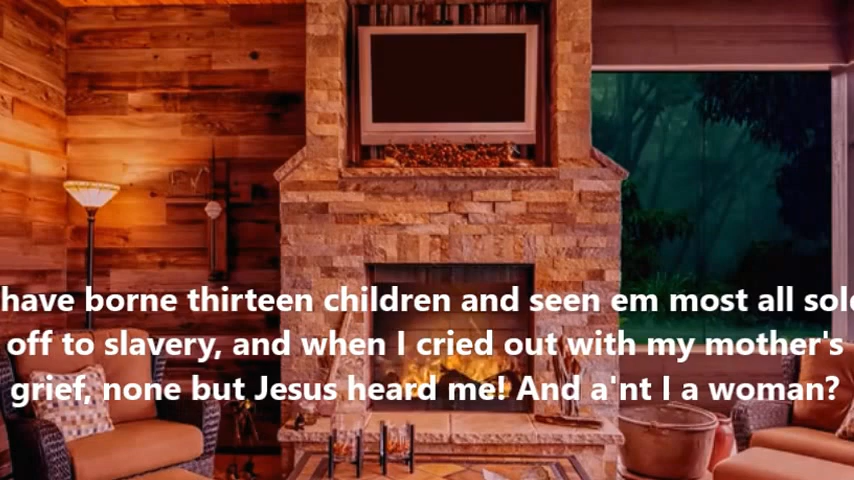 have borne thirteen children and seen em most all sol
off to slavery, and when I cried out with my mother's
grief, none but Jesus heard me! And a'nt I a woman?